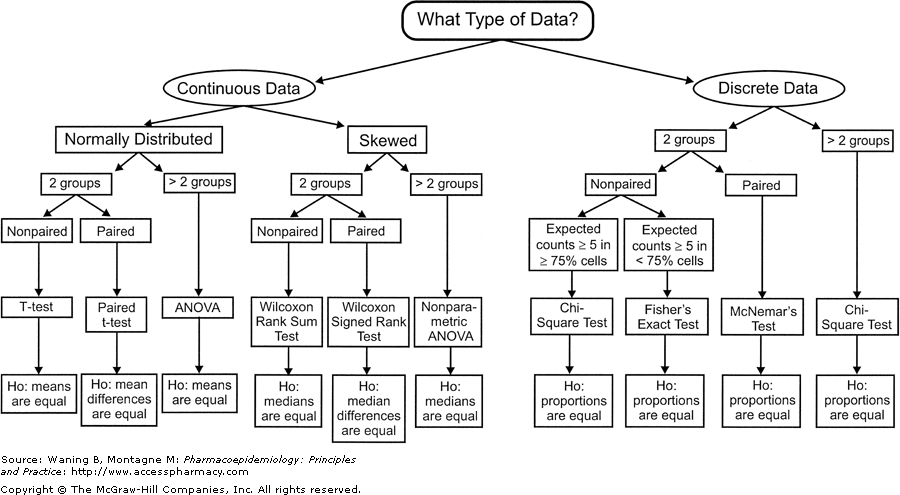 What Type of Data?
Continuous Data
Discrete Data
Normally Distributed
Skewed
2 groups
> 2 groups
2 groups
> 2 groups
2 groups
> 2 groups
Nonpaired
Paired
Nonpaired
Paired
Nonpaired
Paired
Expected
counts ≥ 5 in
≥ 75% cells
Expected
counts ≥ 5 in
< 75% cells
T-test
Paired
t-test
ANOVA
Wilcoxon
Rank Sum
Test
Wilcoxon
Signed Rank
Test
Nonpara-
metric
ANOVA
Chi-
Square Test
Fisher's
Exact Test
McNemar's
Test
Chi-
Square Test
Ho: means
are equal
Ho: mean
differences
are equal
Ho: means
are equal
Ho:
medians
are equal
Ho:
median
differences
are equal
Ho:
medians
are equal
Ho:
proportions
are equal
Ho:
proportions
are equal
Ho:
proportions
are equal
Ho:
proportions
are equal
Source: Waning B, Montagne M: Pharmacoepidemiology: Principles
and Practice: http://www.accesspharmacy.com
Copyright © The McGraw-Hill Companies, Inc. All rights reserved.